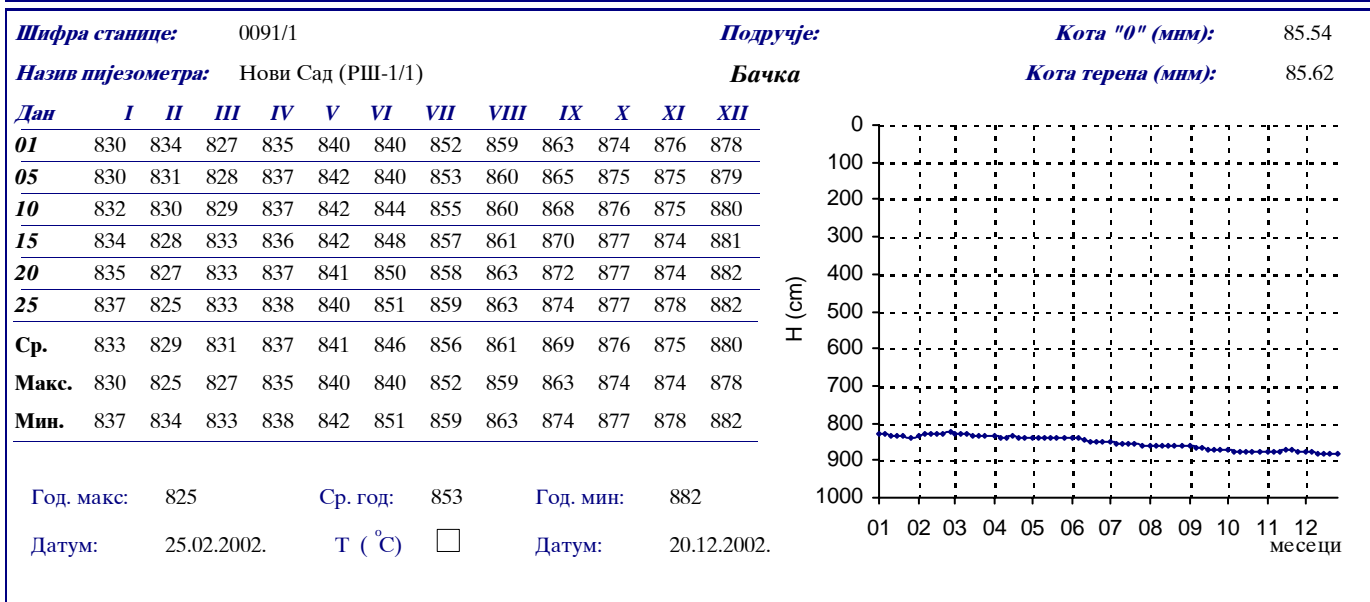 Шифра станице: 0091/1 Подручје: Кота "0" (мнм): 85.54
Назив пијезометра: Нови Сад (РШ-1/1) Бачка Кота терена (мнм): 85.62
Дан I II III IV V VI VII VIII IX X XI XII
01 830 834 827 835 840 840 852 859 863 874 876 878
05 830 831 828 837 842 840 853 860 865 875 875 879
10 832 830 829 837 842 844 855 860 868 876 875 880
15 834 828 833 836 842 848 857 861 870 877 874 881
20 835 827 833 837 841 850 858 863 872 877 874 882
25 837 825 833 838 840 851 859 863 874 877 878 882
Ср. 833 829 831 837 841 846 856 861 869 876 875 880
Макс. 830 825 827 835 840 840 852 859 863 874 874 878
Мин. 837 834 833 838 842 851 859 863 874 877 878 882
Год. макс: 825 Ср. год: 853 Год. мин: 882
Датум: 25.02.2002. Т ( °C) Датум: 20.12.2002.
H (cm)
0
100
200
300
400
500
600
700
800
900
1000
01 02 03 04 05 06 07 08 09 10 11 12
месеци